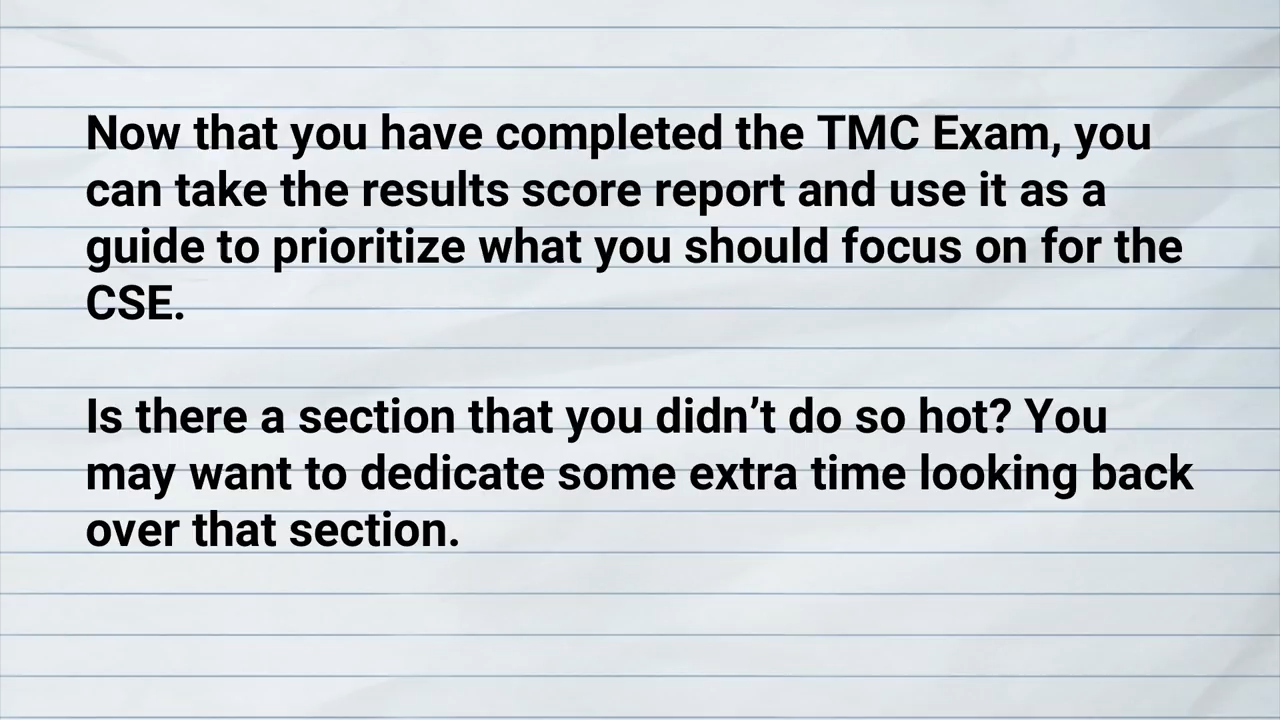 Now that you have completed the TMC Exam, you
can take the results score report and use it as a
guide to prioritize what you should focus on for the
CSE.
Is there a section that you didn’t do so hot? You
may want to dedicate some extra time looking back
over that section.